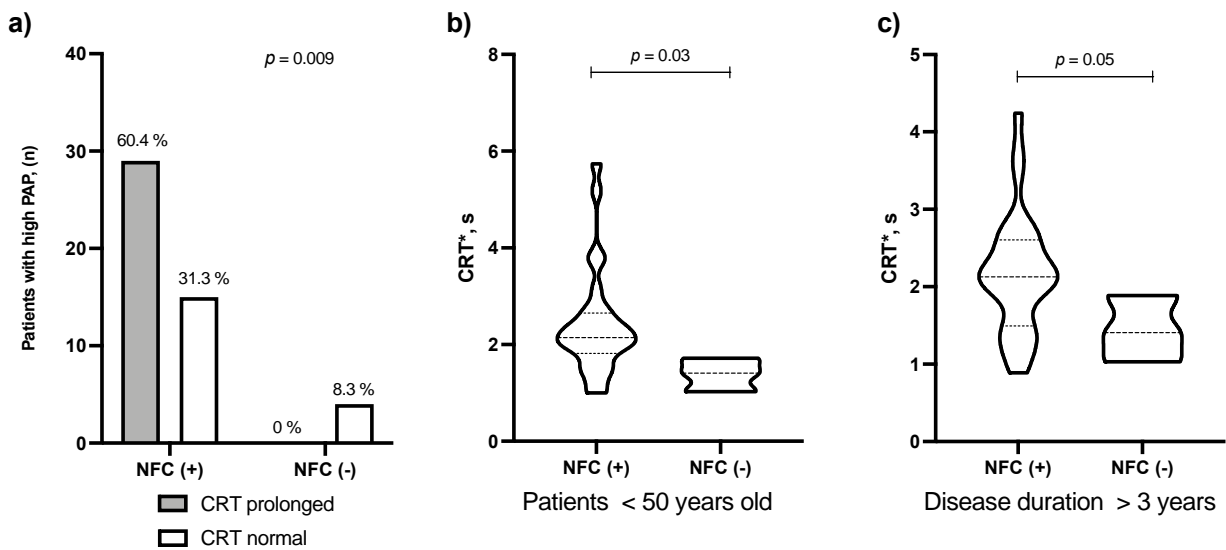 a)
Patients with high PAP, (n)
40
30
20
10
0
p = 0.009
60.4 %
31.3 %
0 %
8.3 %
NFC (+)
NFC (-)
CRT prolonged
CRT normal
b)
CRT*, s
8
6
4
2
0
p = 0.03
NFC (+)
NFC (-)
Patients < 50 years old
c)
CRT*, s
5
4
3
2
1
0
p = 0.05
NFC (+)
NFC (-)
Disease duration > 3 years